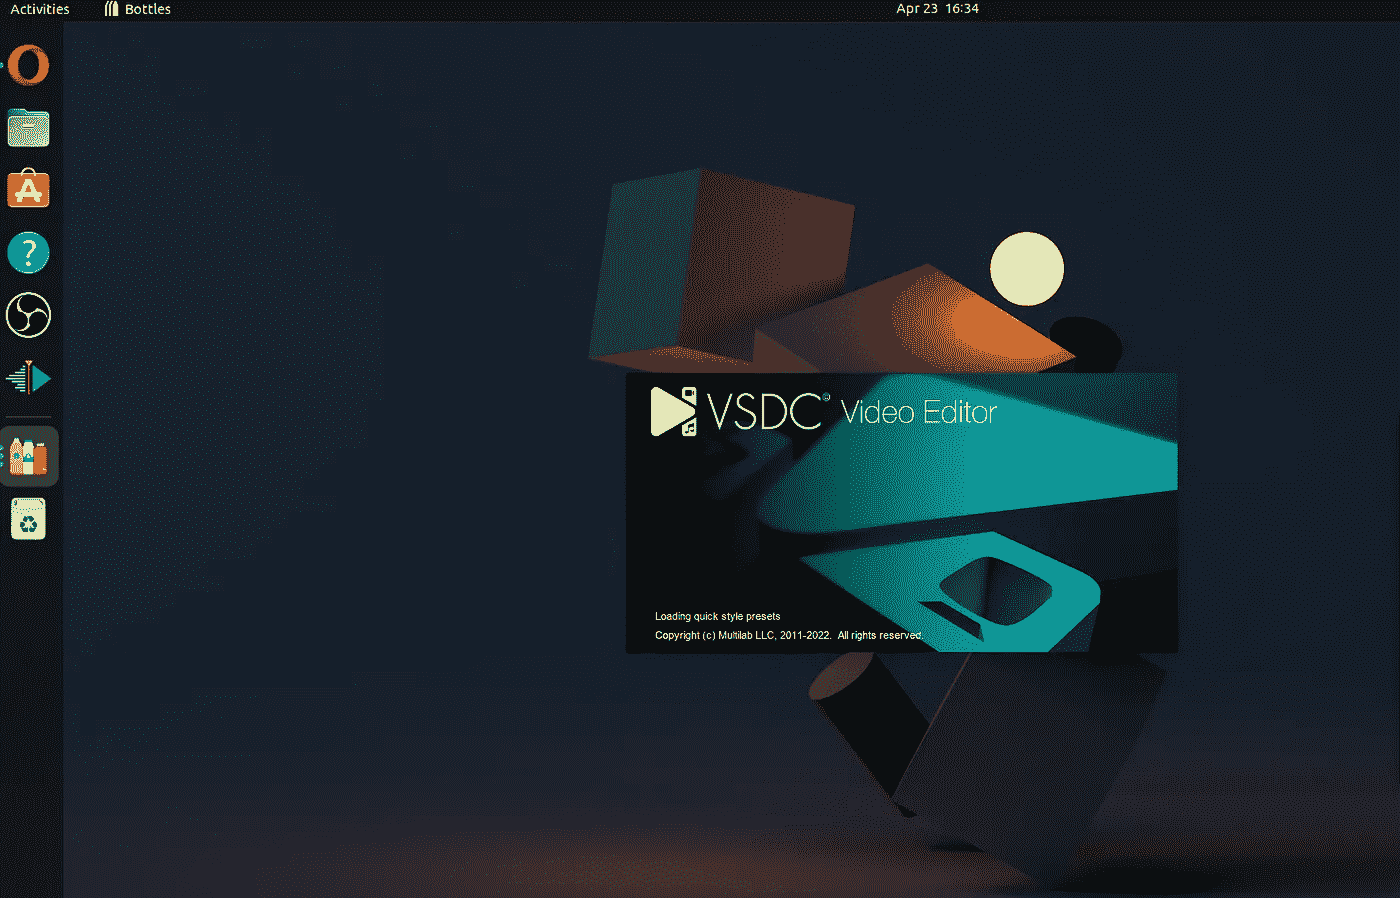 Activities
Bottles
Apr 23 16:34
A
?
VSDC© Video Editor
Loading quick style presets
Copyright (c) Multilab LLC, 2011-2022. All rights reserved.